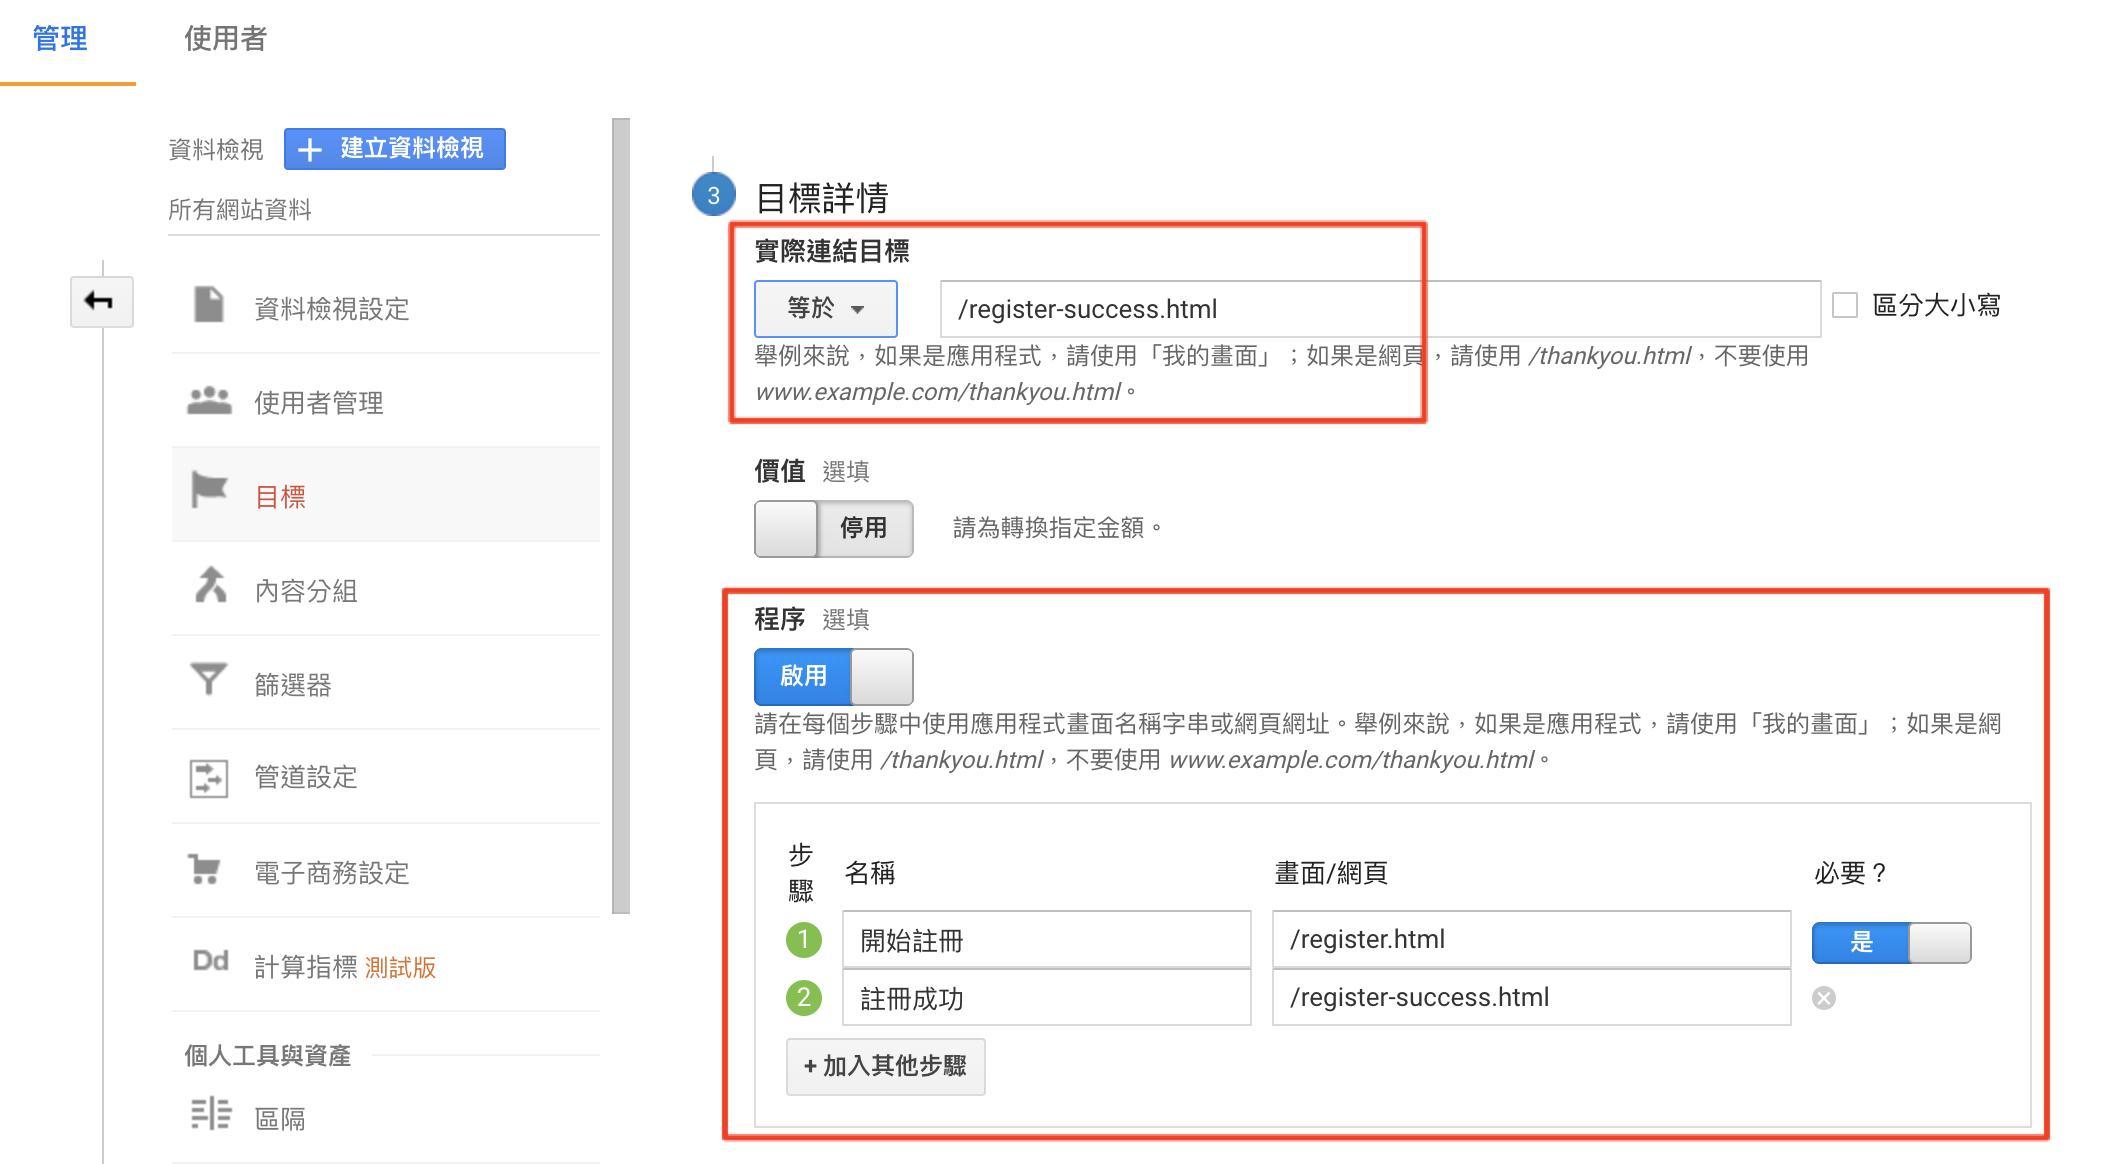 管理
使用者
資料檢視
+ 建立資料檢視
所有網站資料
資料檢視設定
使用者管理
目標
內容分組
篩選器
管道設定
電子商務設定
Dd 計算指標 測試版
個人工具與資產
區隔
3 目標詳情
實際連結目標
等於
/register-success.html
區分大小寫
舉例來說，如果是應用程式，請使用「我的畫面」；如果是網頁，請使用 /thankyou.html，不要使用
www.example.com/thankyou.html。
價值 選填
停用
請為轉換指定金額。
程序 選填
啟用
請在每個步驟中使用應用程式畫面名稱字串或網頁網址。舉例來說，如果是應用程式，請使用「我的畫面」；如果是網
頁，請使用 /thankyou.html，不要使用 www.example.com/thankyou.html。
步
驟
名稱
畫面/網頁
必要？
1 開始註冊 /register.html 是
2 註冊成功 /register-success.html
+ 加入其他步驟